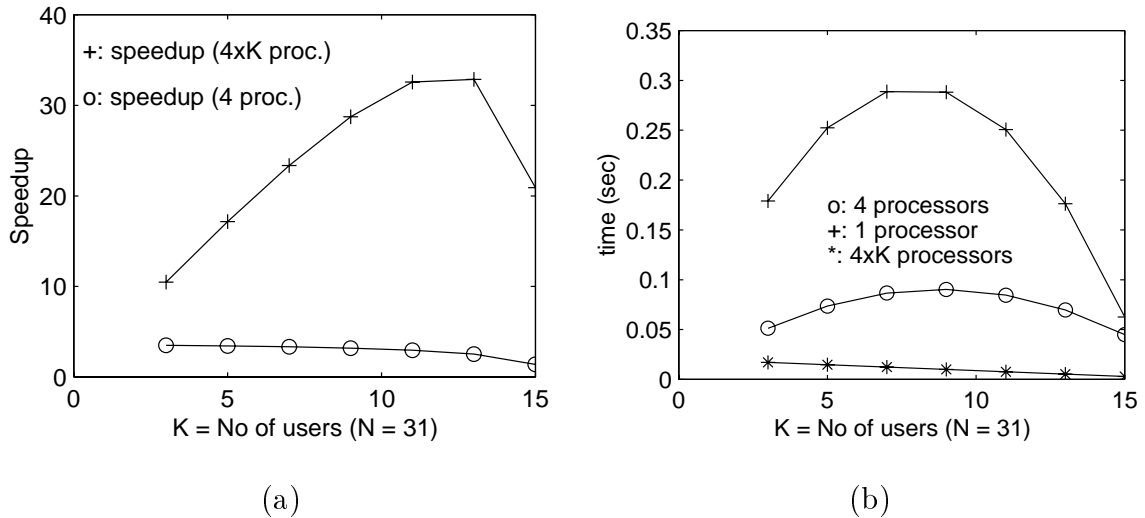 40
30
20
10
0
Speedup
+: speedup (4xK proc.)
o: speedup (4 proc.)
0 5 10 15
K = No of users (N = 31)
(a)
0.35
0.3
0.25
0.2
0.15
0.1
0.05
0
time (sec)
o: 4 processors
+: 1 processor
*: 4xK processors
0 5 10 15
K = No of users (N = 31)
(b)